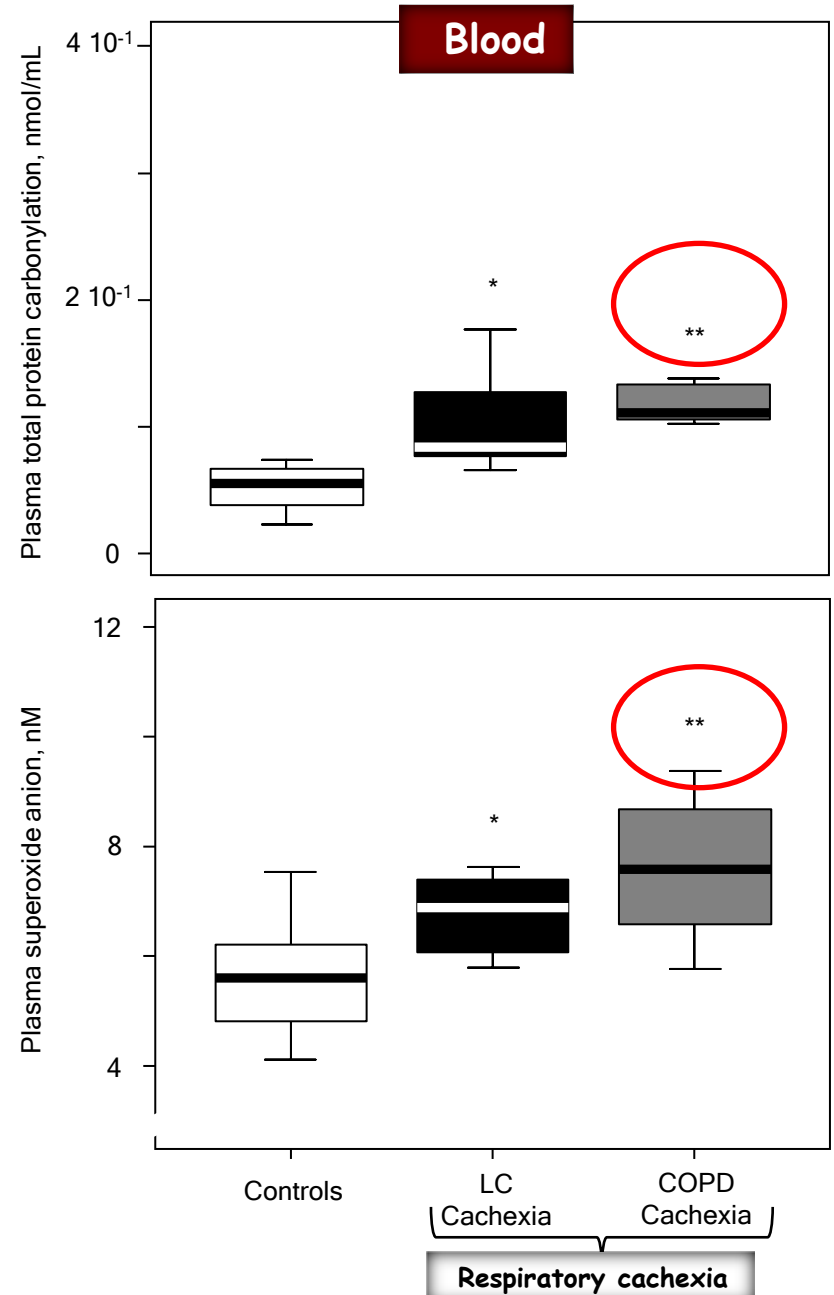 Blood
Plasma total protein carbonylation, nmol/mL
4 10-1
2 10-1
0
*
**
Plasma superoxide anion, nM
12
8
4
*
**
Controls
LC
Cachexia
COPD
Cachexia
Respiratory cachexia